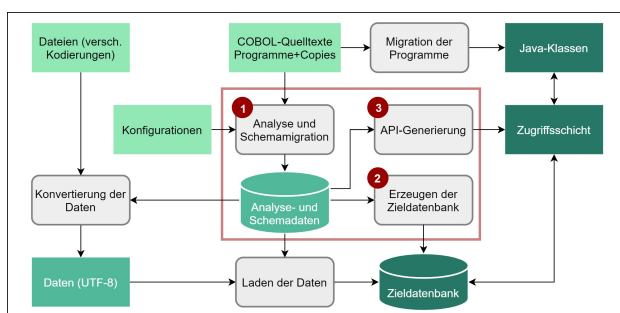 Dateien (versch.
Kodierungen)
COBOL-Quelltexte
Programme+Copies
Migration der
Programme
Java-Klassen
Konfigurationen
1
Analyse und
Schemamigration
3
API-Generierung
Zugriffsschicht
Konvertierung der
Daten
Analyse- und
Schemadaten
2
Erzeugen der
Zieldatenbank
Daten (UTF-8)
Laden der Daten
Zieldatenbank